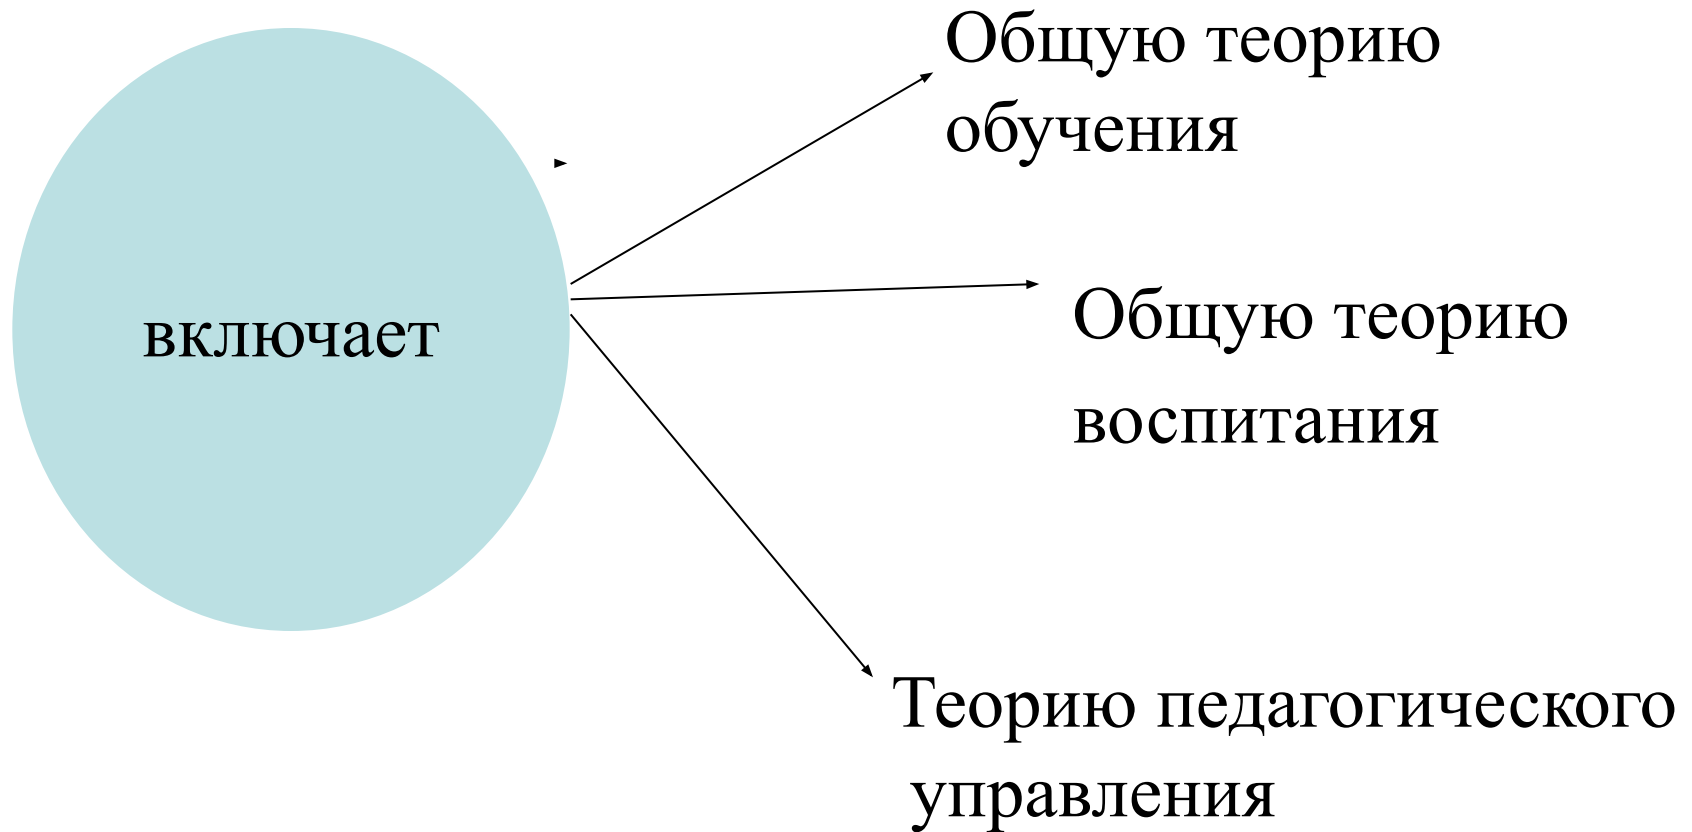 Общую теорию
обучения
включает
Общую теорию
воспитания
Теорию педагогического
управления